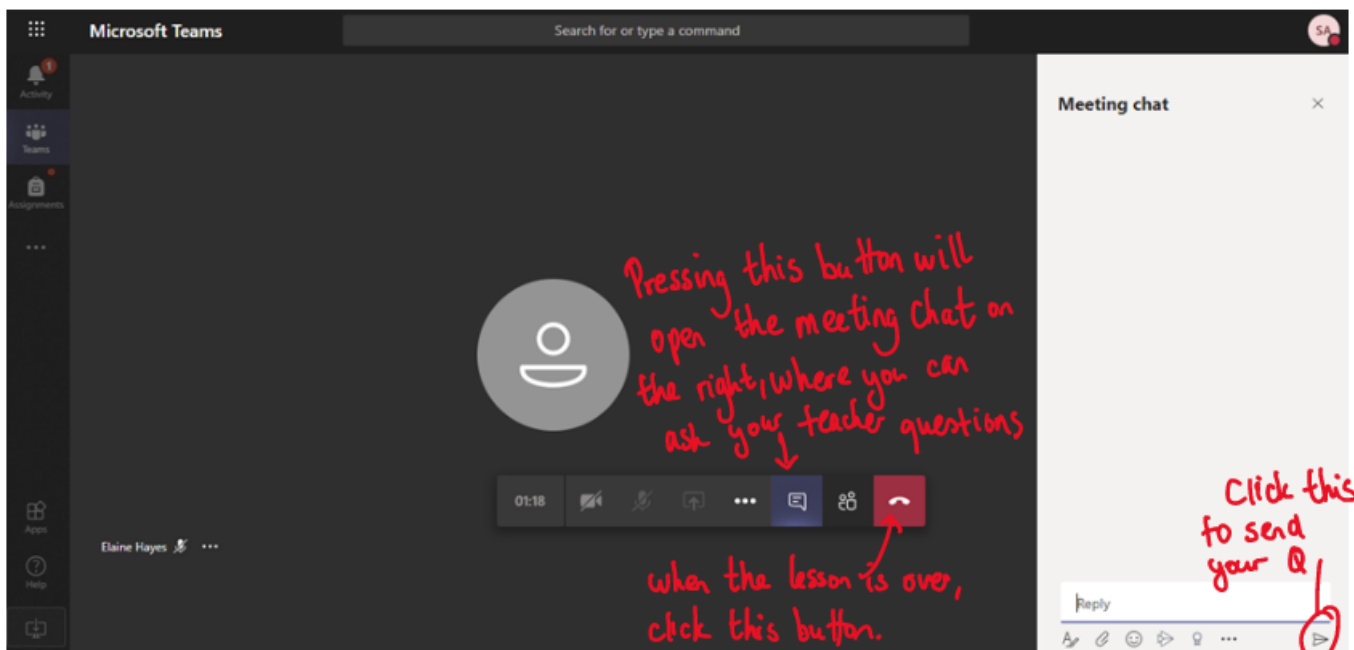 Microsoft Teams
Search for or type a command
SA
1
Activity
Teams
Assignments
Meeting chat
Pressing this button will
open the meeting chat on
the right, where you can
ask your teacher questions
01:18
Apps
Elaine Hayes
Help
when the lesson is over,
click this button.
Click this
to send
your Q
Reply